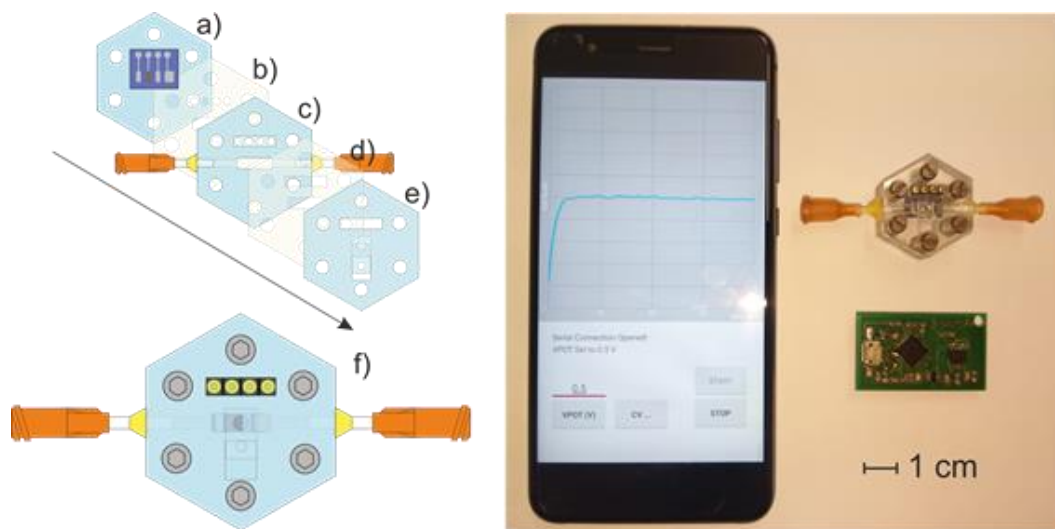 a)
b)
c)
d)
e)
f)
Serial Connection Opened!
VPOT Set to 0.5 V
0.5
START
VPOT (V)
CV ...
STOP
1 cm